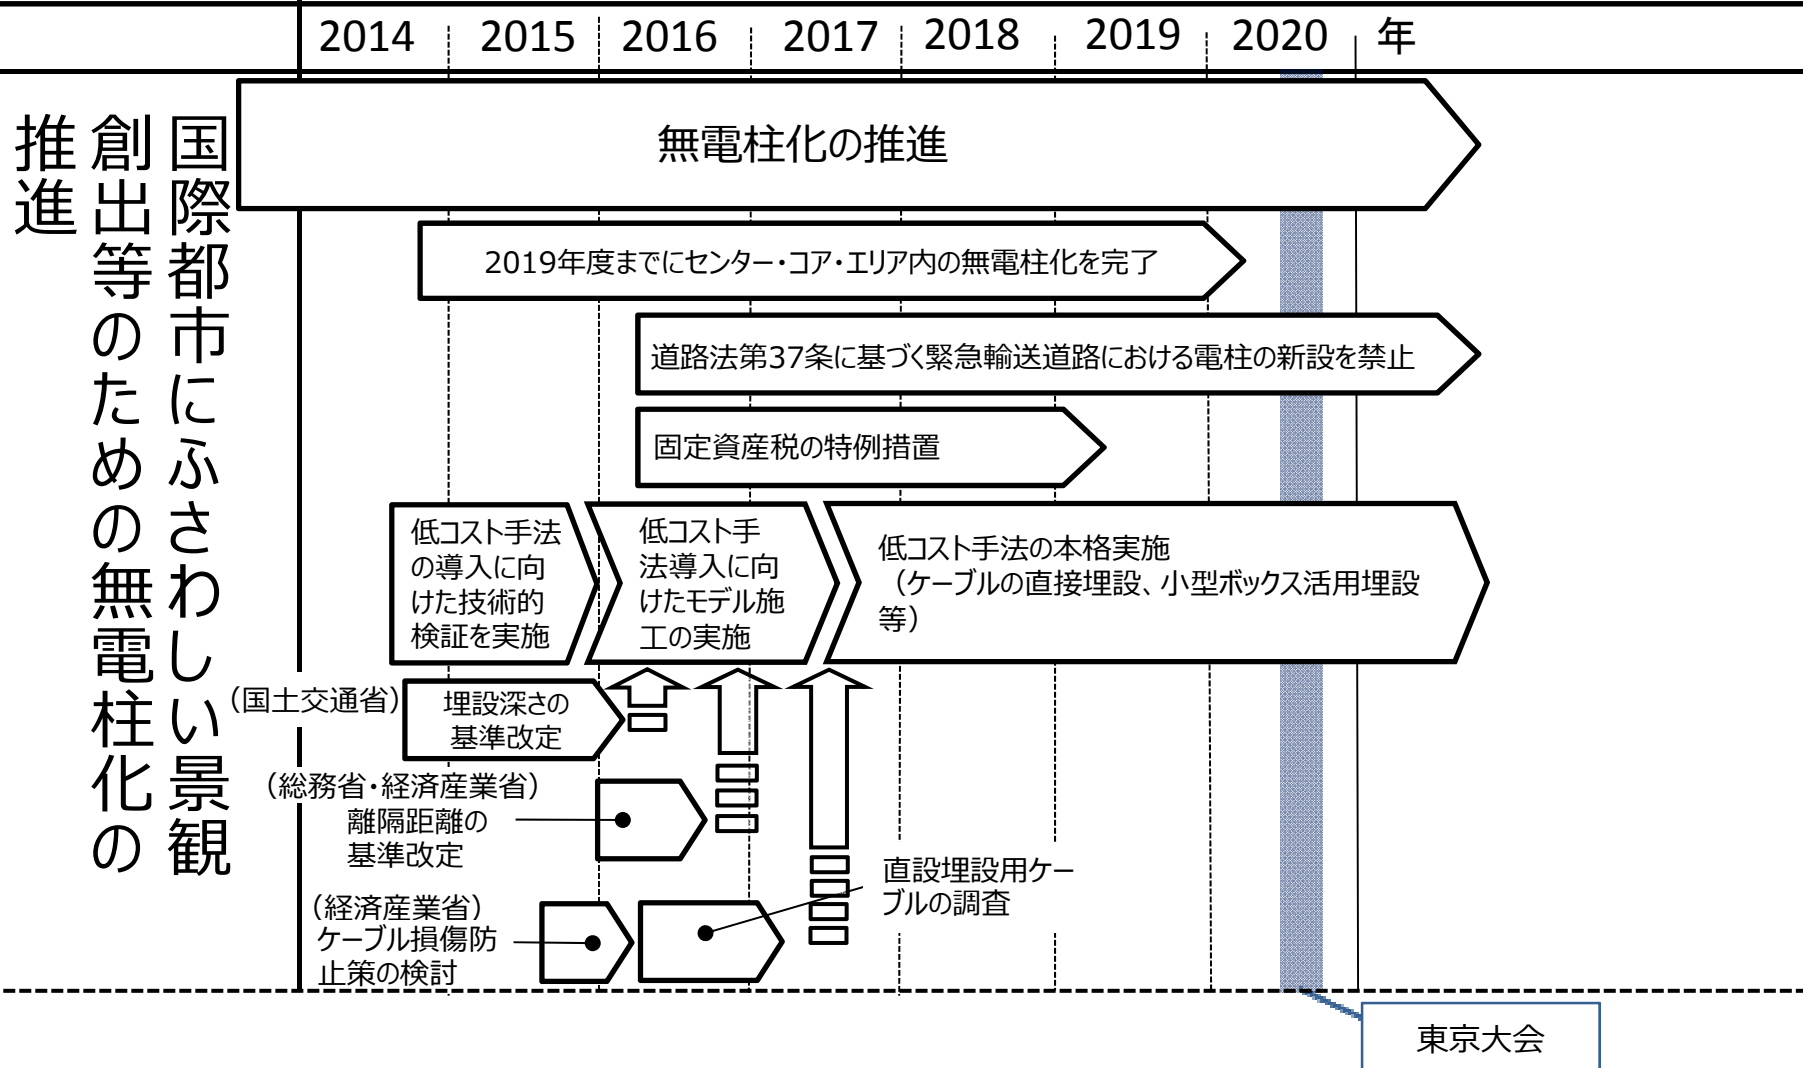 2014 2015 2016 2017 2018 2019 2020 年
国際都市にふさわしい景観
創出等のための無電柱化の
推進
無電柱化の推進
2019年度までにセンター・コア・エリア内の無電柱化を完了
道路法第37条に基づく緊急輸送道路における電柱の新設を禁止
固定資産税の特例措置
低コスト手法
の導入に向
けた技術的
検証を実施
低コスト手
法導入に向
けたモデル施
工の実施
低コスト手法の本格実施
（ケーブルの直接埋設、小型ボックス活用埋設
等）
（国土交通省）
埋設深さの
基準改定
（総務省・経済産業省）
離隔距離の
基準改定
（経済産業省）
ケーブル損傷防
止策の検討
直設埋設用ケー
ブルの調査
東京大会